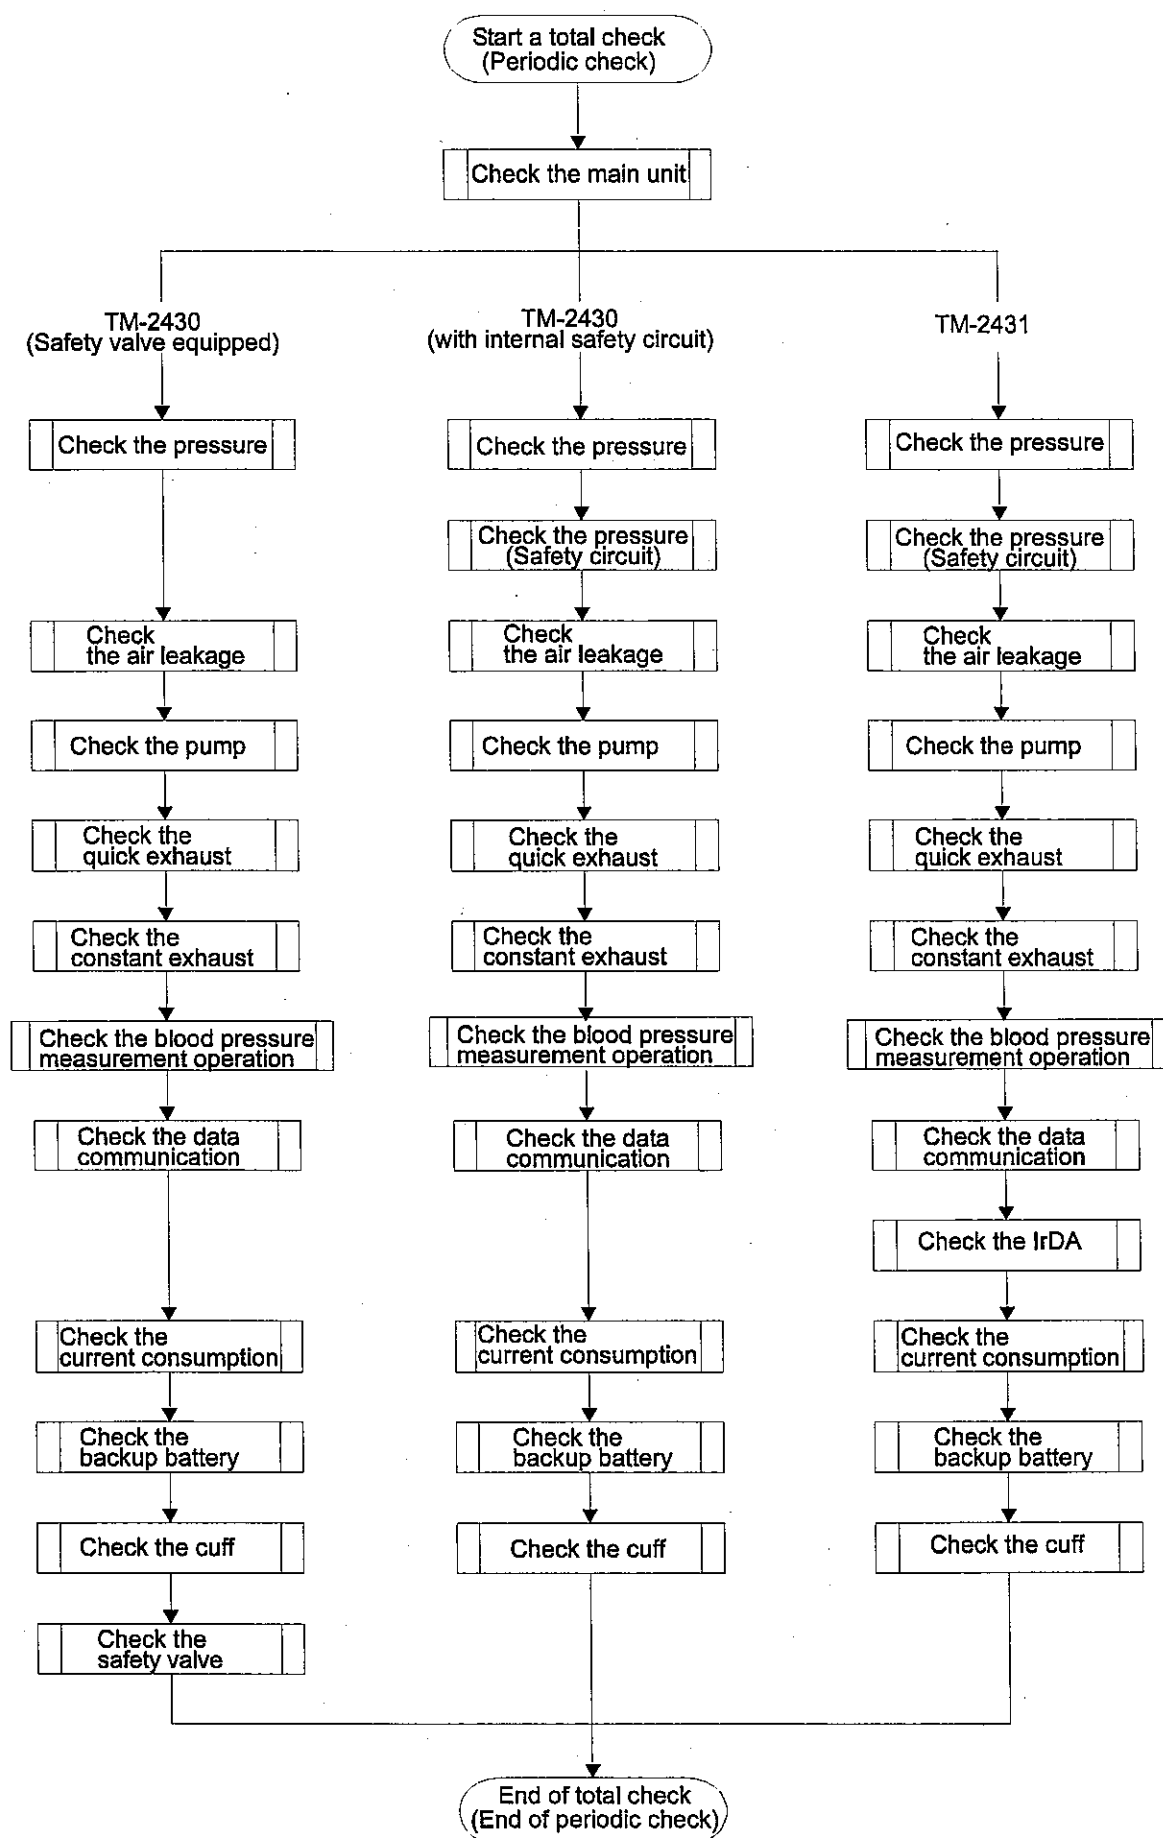 Start a total check
(Periodic check)
Check the main unit
TM-2430
(Safety valve equipped)
Check the pressure
Check
the air leakage
Check the pump
Check the
quick exhaust
Check the
constant exhaust
Check the blood pressure
measurement operation
Check the data
communication
Check the
current consumption
Check the
backup battery
Check the cuff
Check the
safety valve
TM-2430
(with internal safety circuit)
Check the pressure
Check the pressure
(Safety circuit)
Check
the air leakage
Check the pump
Check the
quick exhaust
Check the
constant exhaust
Check the blood pressure
measurement operation
Check the data
communication
Check the
current consumption
Check the
backup battery
Check the cuff
TM-2431
Check the pressure
Check the pressure
(Safety circuit)
Check
the air leakage
Check the pump
Check the
quick exhaust
Check the
constant exhaust
Check the blood pressure
measurement operation
Check the data
communication
Check the IrDA
Check the
current consumption
Check the
backup battery
Check the cuff
End of total check
(End of periodic check)